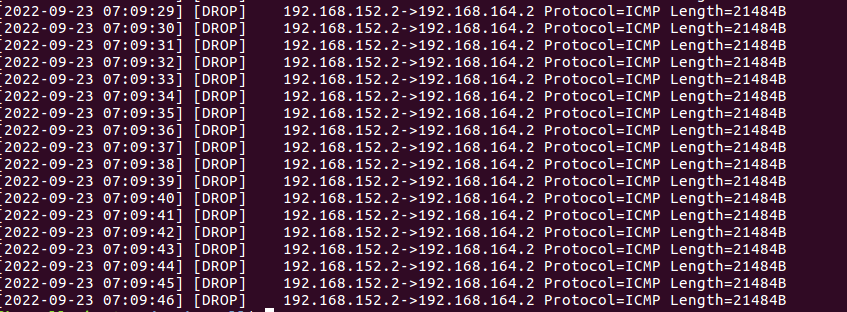 [2022-09-23 07:09:29] [DROP] 192.168.152.2->192.168.164.2 Protocol=ICMP Length=21484B
[2022-09-23 07:09:30] [DROP] 192.168.152.2->192.168.164.2 Protocol=ICMP Length=21484B
[2022-09-23 07:09:31] [DROP] 192.168.152.2->192.168.164.2 Protocol=ICMP Length=21484B
[2022-09-23 07:09:32] [DROP] 192.168.152.2->192.168.164.2 Protocol=ICMP Length=21484B
[2022-09-23 07:09:33] [DROP] 192.168.152.2->192.168.164.2 Protocol=ICMP Length=21484B
[2022-09-23 07:09:34] [DROP] 192.168.152.2->192.168.164.2 Protocol=ICMP Length=21484B
[2022-09-23 07:09:35] [DROP] 192.168.152.2->192.168.164.2 Protocol=ICMP Length=21484B
[2022-09-23 07:09:36] [DROP] 192.168.152.2->192.168.164.2 Protocol=ICMP Length=21484B
[2022-09-23 07:09:37] [DROP] 192.168.152.2->192.168.164.2 Protocol=ICMP Length=21484B
[2022-09-23 07:09:38] [DROP] 192.168.152.2->192.168.164.2 Protocol=ICMP Length=21484B
[2022-09-23 07:09:39] [DROP] 192.168.152.2->192.168.164.2 Protocol=ICMP Length=21484B
[2022-09-23 07:09:40] [DROP] 192.168.152.2->192.168.164.2 Protocol=ICMP Length=21484B
[2022-09-23 07:09:41] [DROP] 192.168.152.2->192.168.164.2 Protocol=ICMP Length=21484B
[2022-09-23 07:09:42] [DROP] 192.168.152.2->192.168.164.2 Protocol=ICMP Length=21484B
[2022-09-23 07:09:43] [DROP] 192.168.152.2->192.168.164.2 Protocol=ICMP Length=21484B
[2022-09-23 07:09:44] [DROP] 192.168.152.2->192.168.164.2 Protocol=ICMP Length=21484B
[2022-09-23 07:09:45] [DROP] 192.168.152.2->192.168.164.2 Protocol=ICMP Length=21484B
[2022-09-23 07:09:46] [DROP] 192.168.152.2->192.168.164.2 Protocol=ICMP Length=21484B